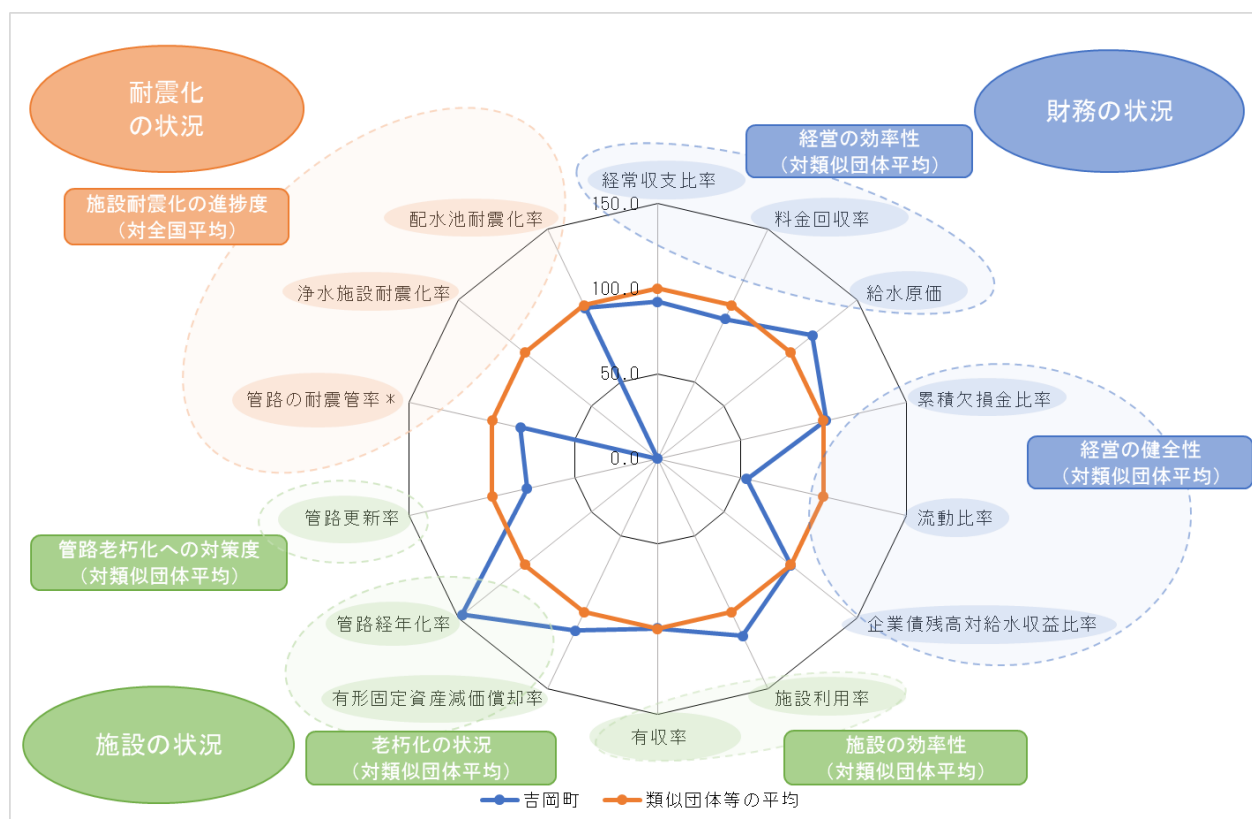 耐震化
の状況
財務の状況
経営の効率性
(対類似団体平均)
経常収支比率
施設耐震化の進捗度
(対全国平均)
150.0
配水池耐震化率
料金回収率
浄水施設耐震化率
給水原価
100.0
50.0
管路の耐震管率*
累積欠損金比率
経営の健全性
(対類似団体平均)
0.0
管路更新率
流動比率
管路老朽化への対策度
(対類似団体平均)
管路経年化率
企業債残高対給水収益比率
有形固定資産減価償却率
施設利用率
施設の状況
有収率
老朽化の状況
(対類似団体平均)
施設の効率性
(対類似団体平均)
吉岡町
類似団体等の平均